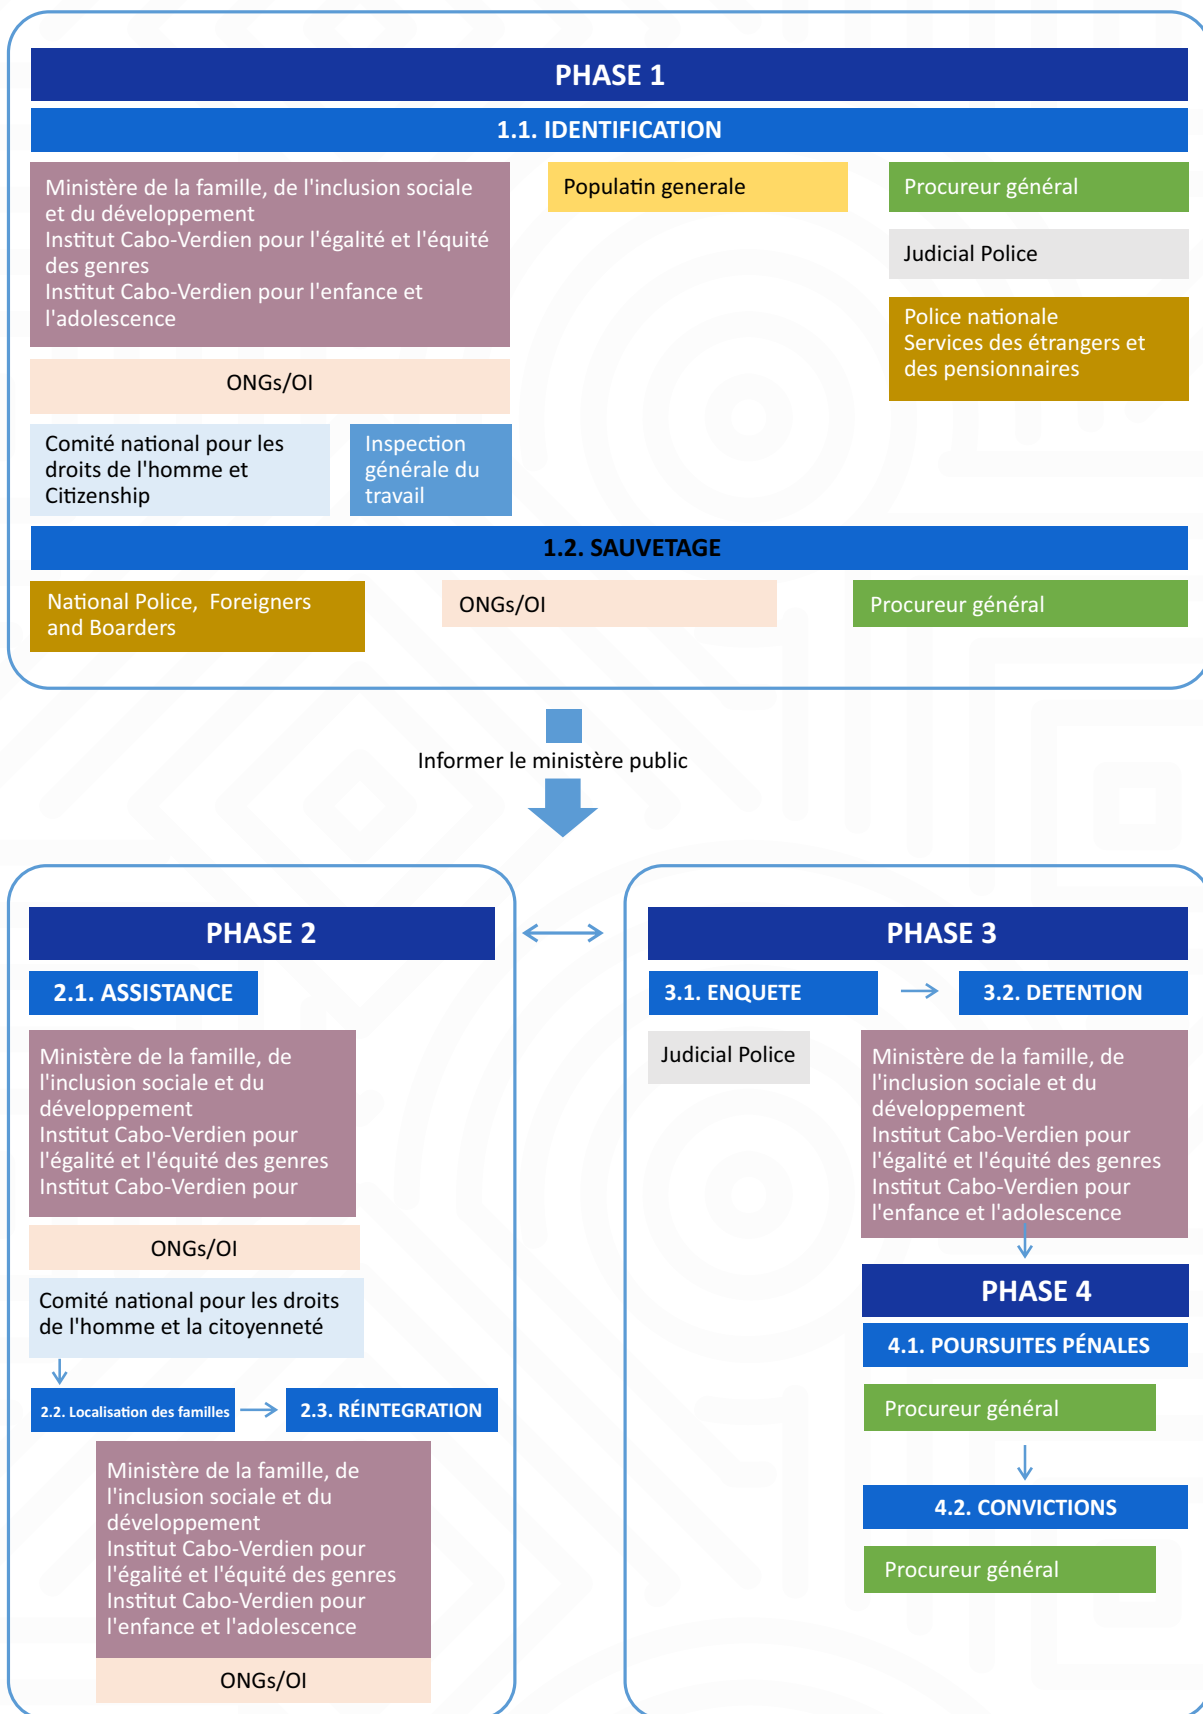 PHASE 1
1.1. IDENTIFICATION
Ministère de la famille, de l'inclusion sociale
et du développement
Institut Cabo-Verdien pour l'égalité et l'équité
des genres
Institut Cabo-Verdien pour l'enfance et
l'adolescence
ONGs/OI
Comité national pour les
droits de l'homme et
Citizenship
Inspection
générale du
travail
Populatin generale
Procureur général
Judicial Police
Police nationale
Services des étrangers et
des pensionnaires
1.2. SAUVETAGE
National Police, Foreigners
and Boarders
ONGs/OI
Procureur général
Informer le ministère public
PHASE 2
2.1. ASSISTANCE
Ministère de la famille, de
l'inclusion sociale et du
développement
Institut Cabo-Verdien pour
l'égalité et l'équité des genres
Institut Cabo-Verdien pour
ONGs/OI
Comité national pour les droits
de l'homme et la citoyenneté
2.2. Localisation des familles
2.3. RÉINTEGRATION
Ministère de la famille, de
l'inclusion sociale et du
développement
Institut Cabo-Verdien pour
l'égalité et l'équité des genres
Institut Cabo-Verdien pour
l'enfance et l'adolescence
ONGs/OI
PHASE 3
3.1. ENQUETE
3.2. DETENTION
Judicial Police
Ministère de la famille, de
l'inclusion sociale et du
développement
Institut Cabo-Verdien pour
l'égalité et l'équité des genres
Institut Cabo-Verdien pour
l'enfance et l'adolescence
PHASE 4
4.1. POURSUITES PÉNALES
Procureur général
4.2. CONVICTIONS
Procureur général